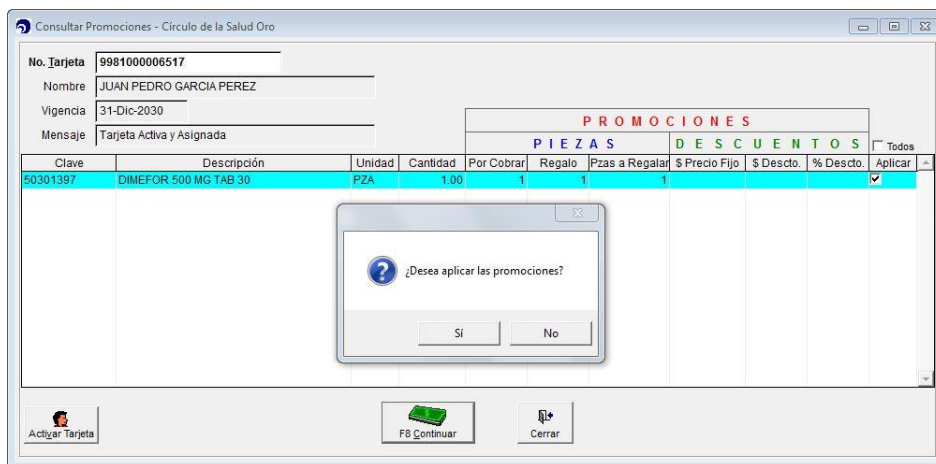 Consultar Promociones - Círculo de la Salud Oro
No. Tarjeta 9981000006517
Nombre JUAN PEDRO GARCIA PEREZ
Vigencia 31-Dic-2030
Mensaje Tarjeta Activa y Asignada
PROMOCIONES
PIEZAS DESCUENTOS Todos
Clave Descripción Unidad Cantidad Por Cobrar Regalo Pzas a Regalar $ Precio Fijo $ Descto. % Descto. Aplicar
50301397 DIMEFOR 500 MG TAB 30 PZA 1.00 1 1 1
¿Desea aplicar las promociones?
Sí No
Activar Tarjeta F8 Continuar Cerrar